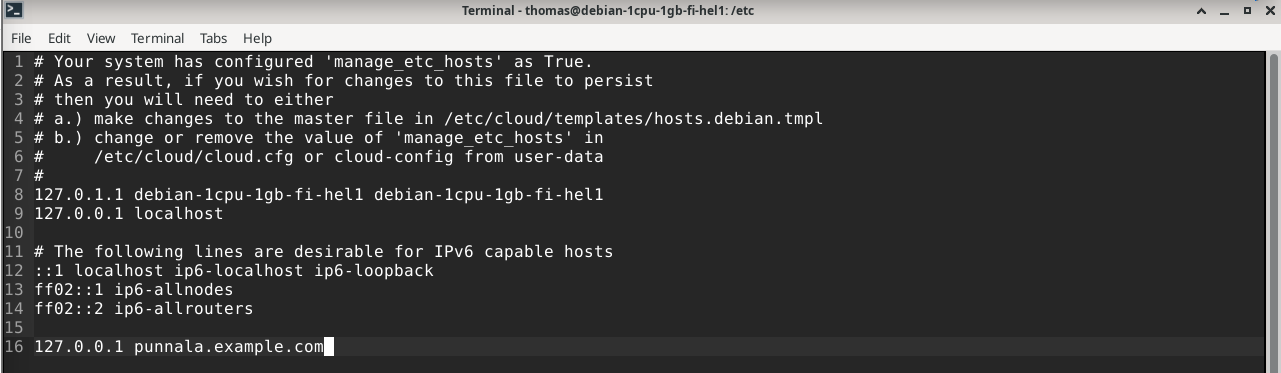 Terminal - thomas@debian-1cpu-1gb-fi-hel1: /etc
File Edit View Terminal Tabs Help
1 # Your system has configured 'manage_etc_hosts' as True.
2 # As a result, if you wish for changes to this file to persist
3 # then you will need to either
4 # a.) make changes to the master file in /etc/cloud/templates/hosts.debian.tmpl
5 # b.) change or remove the value of 'manage_etc_hosts' in
6 #     /etc/cloud/cloud.cfg or cloud-config from user-data
7 #
8 127.0.1.1 debian-1cpu-1gb-fi-hel1 debian-1cpu-1gb-fi-hel1
9 127.0.0.1 localhost
10
11 # The following lines are desirable for IPv6 capable hosts
12 ::1 localhost ip6-localhost ip6-loopback
13 ff02::1 ip6-allnodes
14 ff02::2 ip6-allrouters
15
16 127.0.0.1 punnala.example.com